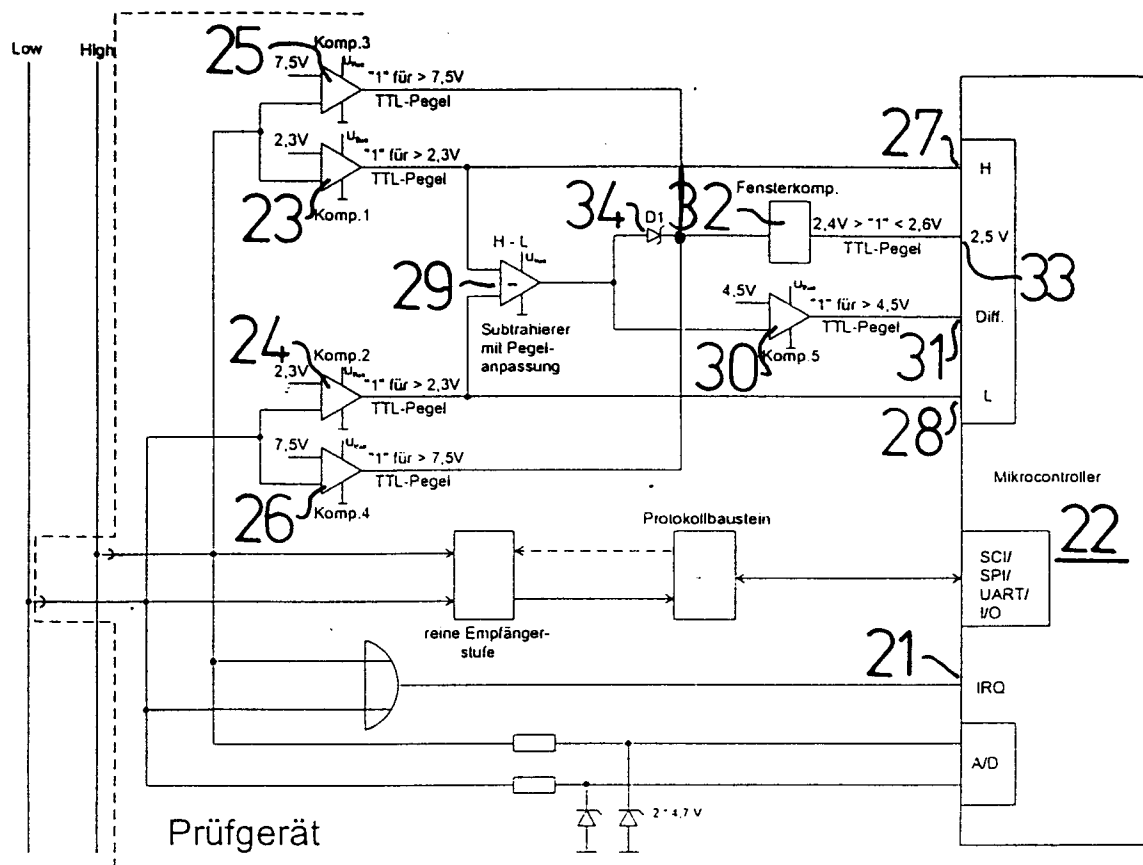 Low
High
25
Komp.3
7,5V
"1" für > 7,5V
TTL-Pegel
2,3V
"1" für > 2,3V
TTL-Pegel
23
Komp.1
27
H
34
D1
32
Fensterkomp.
2,4V > "1" < 2,6V
TTL-Pegel
2,5 V
33
H - L
29
-
Subtrahierer
mit Pegel-
anpassung
4,5V
"1" für > 4,5V
TTL-Pegel
30
Komp.5
Diff.
31
24
Komp.2
2,3V
"1" für > 2,3V
TTL-Pegel
L
28
7,5V
"1" für > 7,5V
TTL-Pegel
26
Komp.4
Mikrocontroller
22
Protokollbaustein
reine Empfänger-
stufe
SCI/
SPI/
UART/
I/O
21
IRQ
A/D
2 * 4,7 V
Prüfgerät